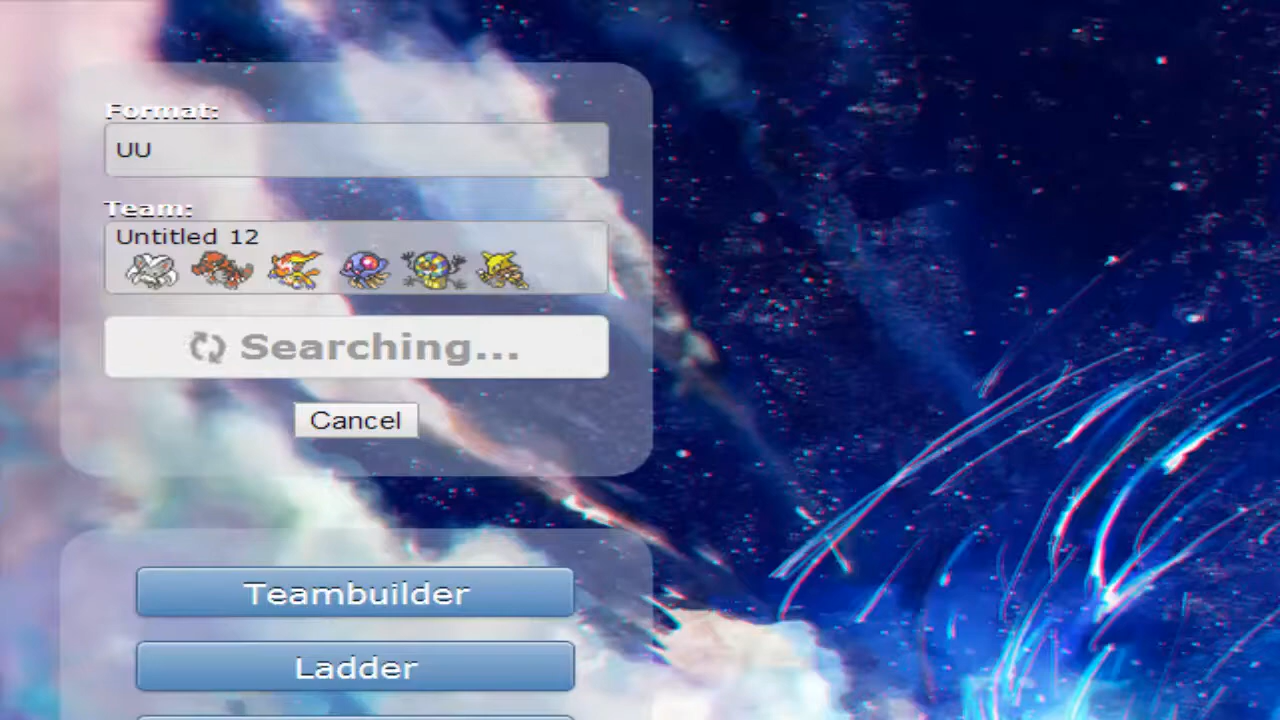 Format:
UU
Team:
Untitled 12
Searching...
Cancel
Teambuilder
Ladder